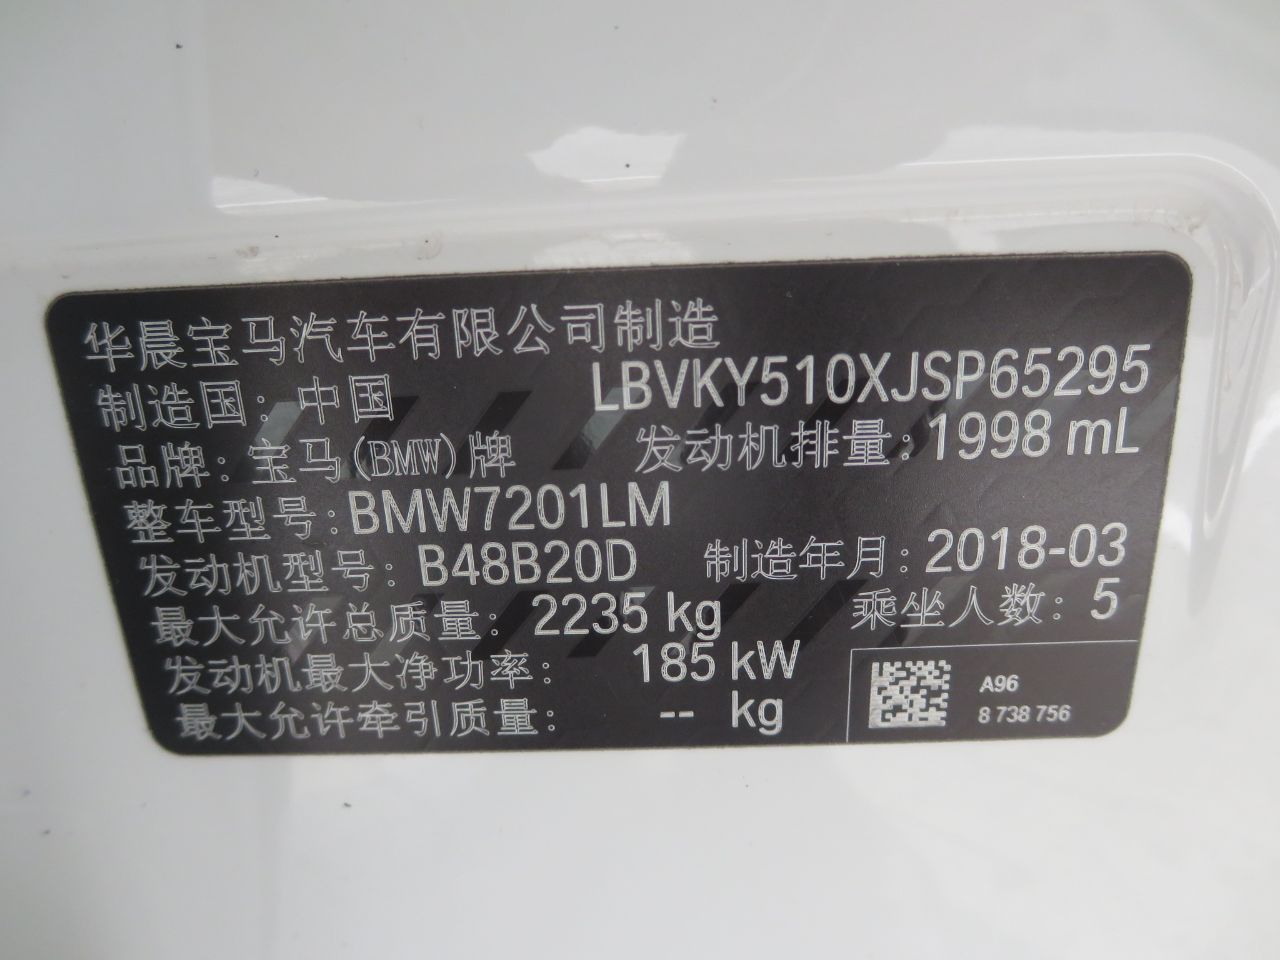 华晨宝马汽车有限公司制造
制造国: 中国 LBVKY510XJSP65295
品牌: 宝马(BMW)牌 发动机排量: 1998 mL
整车型号: BMW7201LM
发动机型号: B48B20D 制造年月: 2018-03
最大允许总质量: 2235 kg 乘坐人数: 5
发动机最大净功率: 185 kW
最大允许牵引质量: -- kg
A96
8 738 756